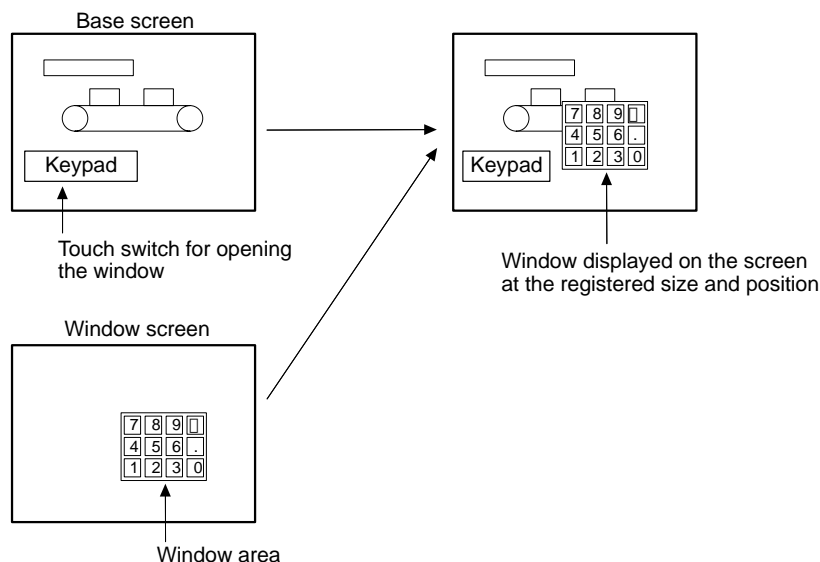 Base screen
Keypad
Touch switch for opening
the window
7 8 9
4 5 6 .
1 2 3 0
Keypad
Window displayed on the screen
at the registered size and position
Window screen
7 8 9
4 5 6 .
1 2 3 0
Window area